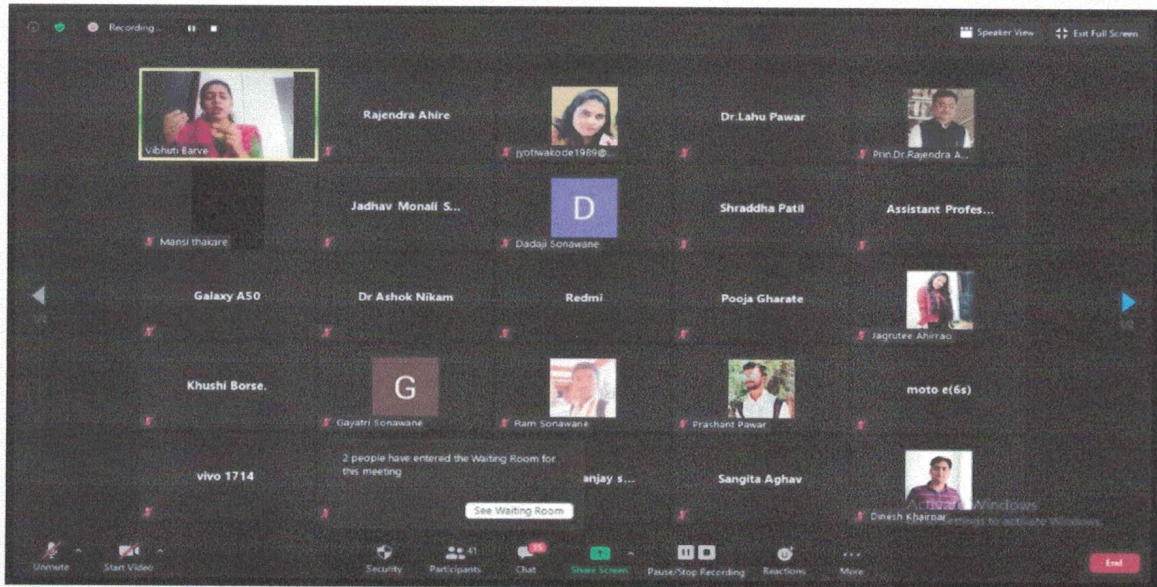 Recording...
Speaker View
Exit Full Screen
Vibhuti Barve
Rajendra Ahire
jyotiwakode1989@...
Dr.Lahu Pawar
Prin.Dr.Rajendra A...
Mansi thakare
Jadhav Monali S...
D
Dadaji Sonawane
Shraddha Patil
Assistant Profes...
Galaxy A50
Dr Ashok Nikam
Redmi
Pooja Gharate
Jagrutee Ahirrao
Khushi Borse.
G
Gayatri Sonawane
Ram Sonawane
Prashant Pawar
moto e(6s)
vivo 1714
2 people have entered the Waiting Room for
this meeting
See Waiting Room
anjay s...
Sangita Aghav
Dinesh Khairnar
Windows
to activate Windows.
Unmute
Start Video
Security
Participants
41
Chat
Share Screen
Pause/Stop Recording
Reactions
More
End